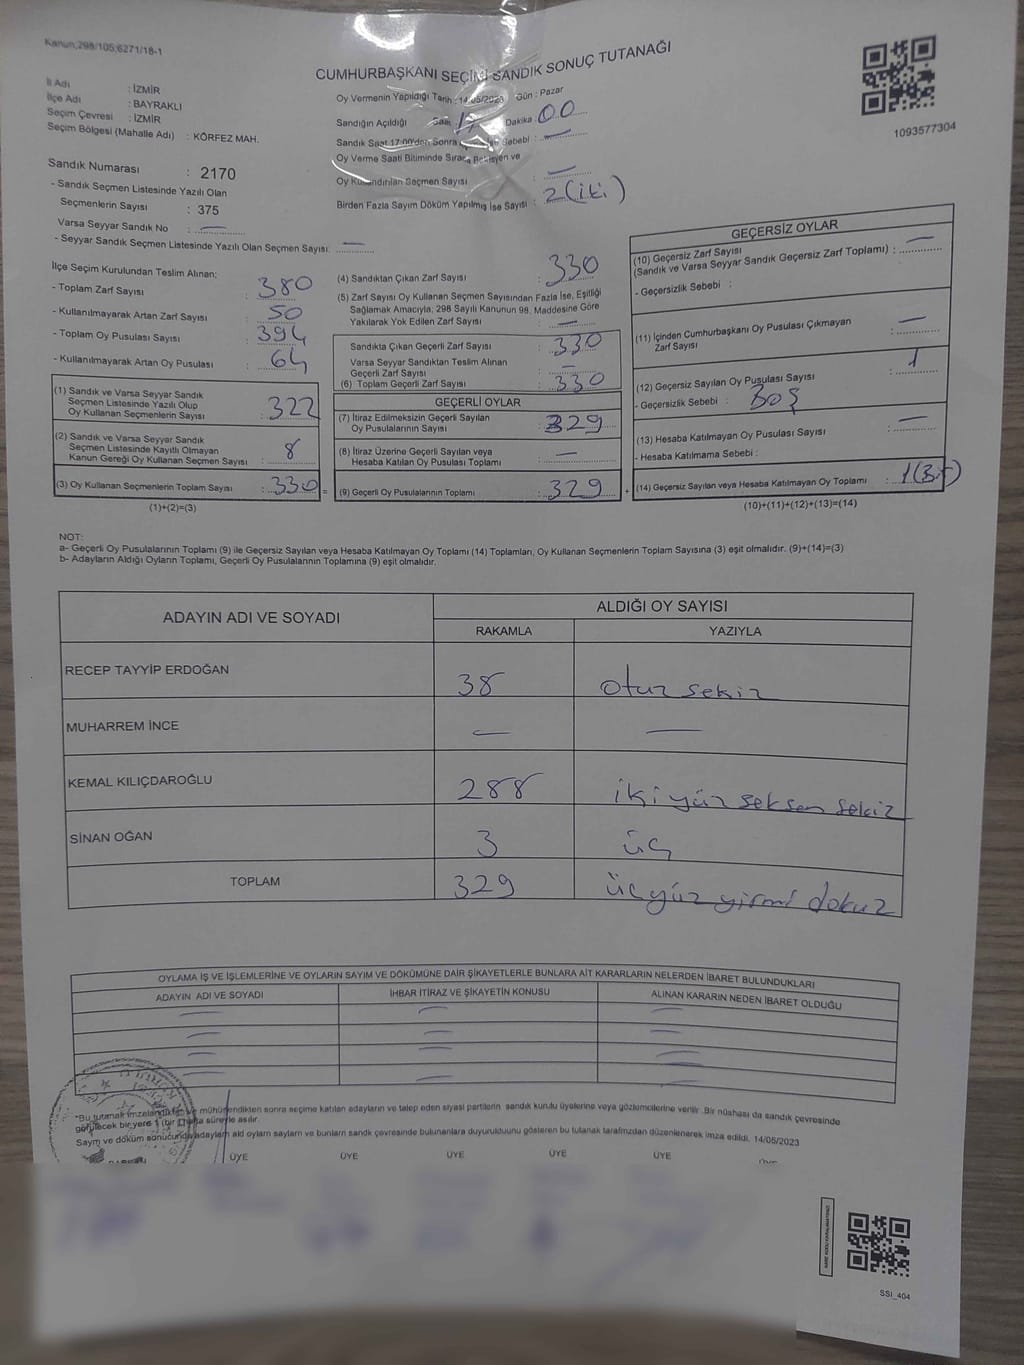 Kanun;298/105;6271/18-1
CUMHURBAŞKANI SEÇİMİ SANDIK SONUÇ TUTANAĞI
1093577304
İl Adı : İZMİR
İlçe Adı : BAYRAKLI
Seçim Çevresi : İZMİR
Seçim Bölgesi (Mahalle Adı) : KÖRFEZ MAH.
Sandık Numarası : 2170
- Sandık Seçmen Listesinde Yazılı Olan
Seçmenlerin Sayısı : 375
Varsa Seyyar Sandık No : —
- Seyyar Sandık Seçmen Listesinde Yazılı Olan Seçmen Sayısı: —
Oy Vermenin Yapıldığı Tarih : 14/05/2023 Gün : Pazar
Sandığın Açıldığı Saat : 17 Dakika : 00
Sandık Saat 17:00'den Sonra Sebebi : —
Oy Verme Saati Bitiminde Sırada Bekleyen ve
Oy Kullandırılan Seçmen Sayısı : —
Birden Fazla Sayım Döküm Yapılmış İse Sayısı : 2 (iki)
İlçe Seçim Kurulundan Teslim Alınan;
- Toplam Zarf Sayısı : 380
- Kullanılmayarak Artan Zarf Sayısı : 50
- Toplam Oy Pusulası Sayısı : 394
- Kullanılmayarak Artan Oy Pusulası : 64
(1) Sandık ve Varsa Seyyar Sandık
Seçmen Listesinde Yazılı Olup
Oy Kullanan Seçmenlerin Sayısı : 322
(2) Sandık ve Varsa Seyyar Sandık
Seçmen Listesinde Kayıtlı Olmayan
Kanun Gereği Oy Kullanan Seçmen Sayısı : 8
(3) Oy Kullanan Seçmenlerin Toplam Sayısı : 330 =
(1)+(2)=(3)
(4) Sandıktan Çıkan Zarf Sayısı : 330
(5) Zarf Sayısı Oy Kullanan Seçmen Sayısından Fazla İse, Eşitliği
Sağlamak Amacıyla; 298 Sayılı Kanunun 98. Maddesine Göre
Yakılarak Yok Edilen Zarf Sayısı : —
Sandıkta Çıkan Geçerli Zarf Sayısı : 330
Varsa Seyyar Sandıktan Teslim Alınan
Geçerli Zarf Sayısı : —
(6) Toplam Geçerli Zarf Sayısı : 330
GEÇERLİ OYLAR
(7) İtiraz Edilmeksizin Geçerli Sayılan
Oy Pusulalarının Sayısı : 329
(8) İtiraz Üzerine Geçerli Sayılan veya
Hesaba Katılan Oy Pusulası Toplamı : —
(9) Geçerli Oy Pusulalarının Toplamı : 329 +
GEÇERSİZ OYLAR
(10) Geçersiz Zarf Sayısı
(Sandık ve Varsa Seyyar Sandık Geçersiz Zarf Toplamı) : —
- Geçersizlik Sebebi :
(11) İçinden Cumhurbaşkanı Oy Pusulası Çıkmayan
Zarf Sayısı : —
(12) Geçersiz Sayılan Oy Pusulası Sayısı : 1
- Geçersizlik Sebebi : Boş
(13) Hesaba Katılmayan Oy Pusulası Sayısı : —
- Hesaba Katılmama Sebebi :
(14) Geçersiz Sayılan veya Hesaba Katılmayan Oy Toplamı : 1 (Bir)
(10)+(11)+(12)+(13)=(14)
NOT:
a- Geçerli Oy Pusulalarının Toplamı (9) ile Geçersiz Sayılan veya Hesaba Katılmayan Oy Toplamı (14) Toplamları, Oy Kullanan Seçmenlerin Toplam Sayısına (3) eşit olmalıdır. (9)+(14)=(3)
b- Adayların Aldığı Oyların Toplamı, Geçerli Oy Pusulalarının Toplamına (9) eşit olmalıdır.
ADAYIN ADI VE SOYADI ALDIĞI OY SAYISI
RAKAMLA YAZIYLA
RECEP TAYYİP ERDOĞAN 38 otuz sekiz
MUHARREM İNCE — —
KEMAL KILIÇDAROĞLU 288 iki yüz seksen sekiz
SİNAN OĞAN 3 üç
TOPLAM 329 üçyüz yirmi dokuz
OYLAMA İŞ VE İŞLEMLERİNE VE OYLARIN SAYIM VE DÖKÜMÜNE DAİR ŞİKAYETLERLE BUNLARA AİT KARARLARIN NELERDEN İBARET BULUNDUKLARI
ADAYIN ADI VE SOYADI İHBAR İTİRAZ VE ŞİKAYETİN KONUSU ALINAN KARARIN NEDEN İBARET OLDUĞU
— — —
— — —
— — —
— — —
"Bu tutanak imzalandıktan ve mühürlendikten sonra seçime katılan adayların ve talep eden siyasi partilerin sandık kurulu üyelerine veya gözlemcilerine verilir. Bir nüshası da sandık çevresinde
görülecek bir yere 1 (bir) hafta süreyle asılır.
Sayım ve döküm sonucunda adayların ald oyların sayıları ve bunların sandık çevresinde bulunanlara duyurulduğunu gösteren bu tutanak tarafımızdan düzenlenerek imza edildi. 14/05/2023
BAŞKAN ÜYE ÜYE ÜYE ÜYE ÜYE
SSI_404